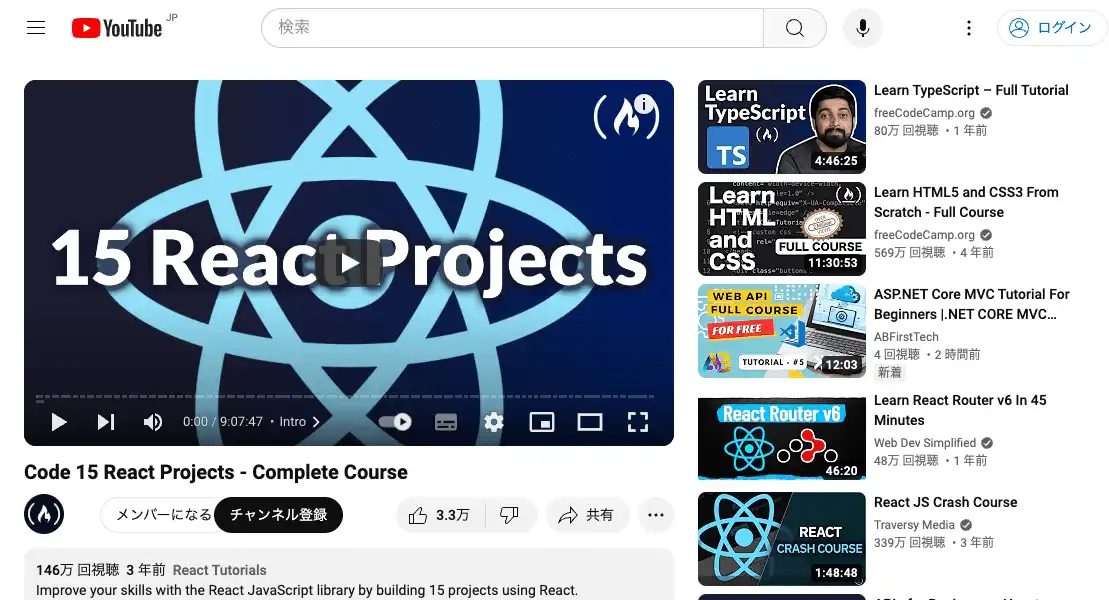 YouTube JP
検索
ログイン
15 React Projects
0:00 / 9:07:47 • Intro
Code 15 React Projects - Complete Course
メンバーになる
チャンネル登録
3.3万
共有
146万 回視聴 3 年前 React Tutorials
Improve your skills with the React JavaScript library by building 15 projects using React.
Learn
TypeScript
TS
4:46:25
Learn TypeScript – Full Tutorial
freeCodeCamp.org
80万 回視聴 ・1 年前
Learn
HTML
and
CSS
FULL COURSE
11:30:53
Learn HTML5 and CSS3 From
Scratch - Full Course
freeCodeCamp.org
569万 回視聴 ・4 年前
WEB API
FULL COURSE
FOR FREE
TUTORIAL - #5
12:03
ASP.NET Core MVC Tutorial For
Beginners |.NET CORE MVC…
ABFirstTech
4 回視聴 ・2 時間前
新着
React Router v6
46:20
Learn React Router v6 In 45
Minutes
Web Dev Simplified
48万 回視聴 ・1 年前
REACT
CRASH COURSE
1:48:48
React JS Crash Course
Traversy Media
339万 回視聴 ・3 年前